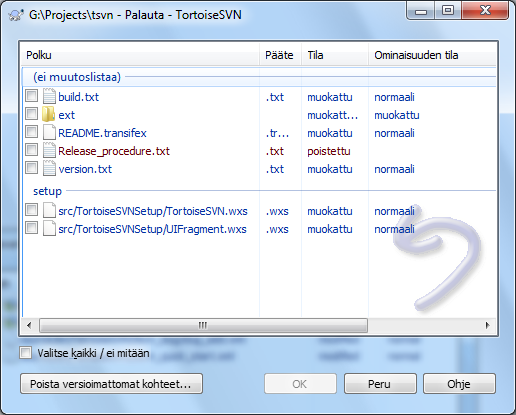 G:\Projects\tsvn - Palauta - TortoiseSVN
Polku Pääte Tila Ominaisuuden tila
(ei muutoslistaa)
build.txt .txt muokattu normaali
ext muokatt... muokattu
README.transifex .tr... muokattu normaali
Release_procedure.txt .txt poistettu
version.txt .txt muokattu normaali
setup
src/TortoiseSVNSetup/TortoiseSVN.wxs .wxs muokattu normaali
src/TortoiseSVNSetup/UIFragment.wxs .wxs muokattu normaali
Valitse kaikki / ei mitään
Poista versioimattomat kohteet... OK Peru Ohje